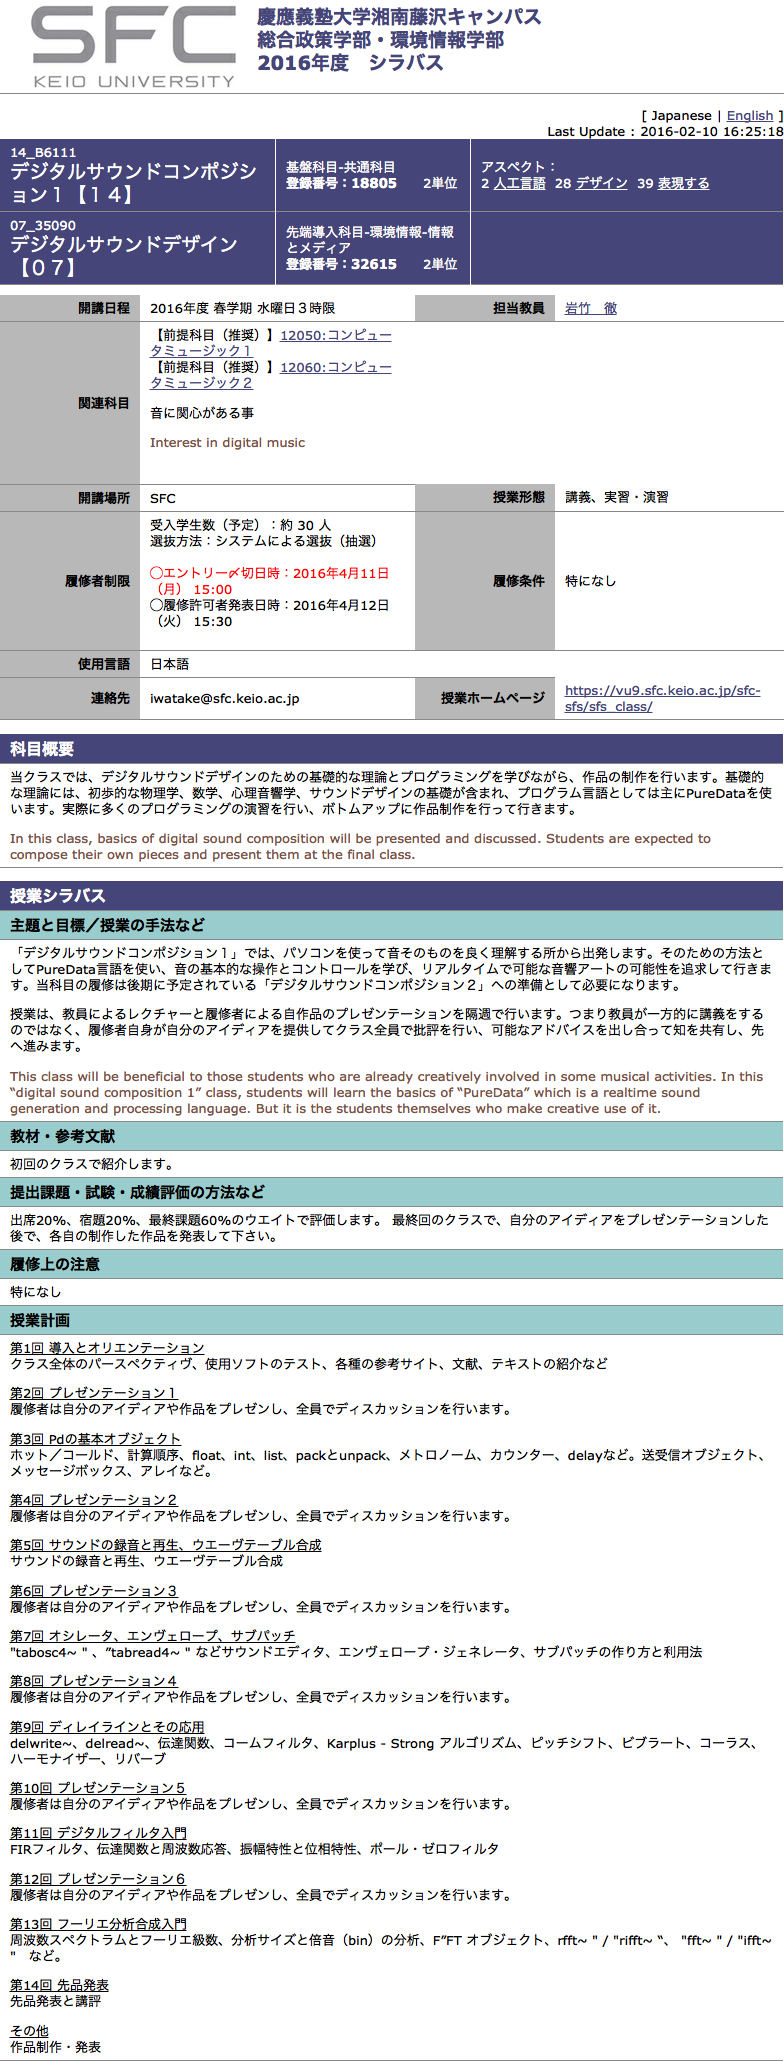 SFC
KEIO UNIVERSITY
慶應義塾大学湘南藤沢キャンパス
総合政策学部・環境情報学部
2016年度　シラバス
[ Japanese | English ]
Last Update : 2016-02-10 16:25:18
14_B6111
デジタルサウンドコンポジシ
ョン１【１４】
基盤科目-共通科目
登録番号：18805　　2単位
アスペクト：
2 人工言語 28 デザイン 39 表現する
07_35090
デジタルサウンドデザイン
【０７】
先端導入科目-環境情報-情報
とメディア
登録番号：32615　　2単位
開講日程
2016年度 春学期 水曜日３時限
担当教員
岩竹　徹
関連科目
【前提科目（推奨）】12050:コンピュー
タミュージック１
【前提科目（推奨）】12060:コンピュー
タミュージック２
音に関心がある事
Interest in digital music
開講場所
SFC
授業形態
講義、実習・演習
履修者制限
受入学生数（予定）：約 30 人
選抜方法：システムによる選抜（抽選）
◯エントリー〆切日時：2016年4月11日
（月） 15:00
◯履修許可者発表日時：2016年4月12日
（火） 15:30
履修条件
特になし
使用言語
日本語
連絡先
iwatake@sfc.keio.ac.jp
授業ホームページ
https://vu9.sfc.keio.ac.jp/sfc-
sfs/sfs_class/
科目概要
当クラスでは、デジタルサウンドデザインのための基礎的な理論とプログラミングを学びながら、作品の制作を行います。基礎的
な理論には、初歩的な物理学、数学、心理音響学、サウンドデザインの基礎が含まれ、プログラム言語としては主にPureDataを使
います。実際に多くのプログラミングの演習を行い、ボトムアップに作品制作を行って行きます。
In this class, basics of digital sound composition will be presented and discussed. Students are expected to
compose their own pieces and present them at the final class.
授業シラバス
主題と目標／授業の手法など
「デジタルサウンドコンポジション１」では、パソコンを使って音そのものを良く理解する所から出発します。そのための方法と
してPureData言語を使い、音の基本的な操作とコントロールを学び、リアルタイムで可能な音響アートの可能性を追求して行きま
す。当科目の履修は後期に予定されている「デジタルサウンドコンポジション２」への準備として必要になります。
授業は、教員によるレクチャーと履修者による自作品のプレゼンテーションを隔週で行います。つまり教員が一方的に講義をする
のではなく、履修者自身が自分のアイディアを提供してクラス全員で批評を行い、可能なアドバイスを出し合って知を共有し、先
へ進みます。
This class will be beneficial to those students who are already creatively involved in some musical activities. In this
“digital sound composition 1” class, students will learn the basics of “PureData” which is a realtime sound
generation and processing language. But it is the students themselves who make creative use of it.
教材・参考文献
初回のクラスで紹介します。
提出課題・試験・成績評価の方法など
出席20%、宿題20%、最終課題60%のウエイトで評価します。 最終回のクラスで、自分のアイディアをプレゼンテーションした
後で、各自の制作した作品を発表して下さい。
履修上の注意
特になし
授業計画
第1回 導入とオリエンテーション
クラス全体のパースペクティヴ、使用ソフトのテスト、各種の参考サイト、文献、テキストの紹介など
第2回 プレゼンテーション１
履修者は自分のアイディアや作品をプレゼンし、全員でディスカッションを行います。
第3回 Pdの基本オブジェクト
ホット／コールド、計算順序、float、int、list、packとunpack、メトロノーム、カウンター、delayなど。送受信オブジェクト、
メッセージボックス、アレイなど。
第4回 プレゼンテーション２
履修者は自分のアイディアや作品をプレゼンし、全員でディスカッションを行います。
第5回 サウンドの録音と再生、ウエーヴテーブル合成
サウンドの録音と再生、ウエーヴテーブル合成
第6回 プレゼンテーション３
履修者は自分のアイディアや作品をプレゼンし、全員でディスカッションを行います。
第7回 オシレータ、エンヴェロープ、サブパッチ
"tabosc4~ " 、”tabread4~ " などサウンドエディタ、エンヴェロープ・ジェネレータ、サブパッチの作り方と利用法
第8回 プレゼンテーション４
履修者は自分のアイディアや作品をプレゼンし、全員でディスカッションを行います。
第9回 ディレイラインとその応用
delwrite~、delread~、伝達関数、コームフィルタ、Karplus - Strong アルゴリズム、ピッチシフト、ビブラート、コーラス、
ハーモナイザー、リバーブ
第10回 プレゼンテーション５
履修者は自分のアイディアや作品をプレゼンし、全員でディスカッションを行います。
第11回 デジタルフィルタ入門
FIRフィルタ、伝達関数と周波数応答、振幅特性と位相特性、ポール・ゼロフィルタ
第12回 プレゼンテーション６
履修者は自分のアイディアや作品をプレゼンし、全員でディスカッションを行います。
第13回 フーリエ分析合成入門
周波数スペクトラムとフーリエ級数、分析サイズと倍音（bin）の分析、F”FT オブジェクト、rfft~ " / "rifft~ “、 "fft~ " / "ifft~
"　など。
第14回 先品発表
先品発表と講評
その他
作品制作・発表